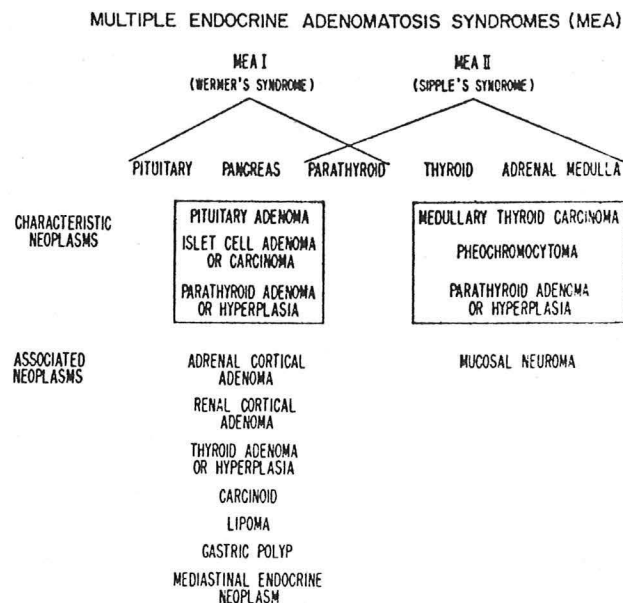 MULTIPLE ENDOCRINE ADENOMATOSIS SYNDROMES (MEA)
MEA I
(WERMER'S SYNDROME)
MEA II
(SIPPLE'S SYNDROME)
PITUITARY PANCREAS PARATHYROID THYROID ADRENAL MEDULLA
CHARACTERISTIC
NEOPLASMS
PITUITARY ADENOMA
ISLET CELL ADENOMA
OR CARCINOMA
PARATHYROID ADENOMA
OR HYPERPLASIA
MEDULLARY THYROID CARCINOMA
PHEOCHROMOCYTOMA
PARATHYROID ADENOMA
OR HYPERPLASIA
ASSOCIATED
NEOPLASMS
ADRENAL CORTICAL
ADENOMA
RENAL CORTICAL
ADENOMA
THYROID ADENOMA
OR HYPERPLASIA
CARCINOID
LIPOMA
GASTRIC POLYP
MEDIASTINAL ENDOCRINE
NEOPLASM
MUCOSAL NEUROMA